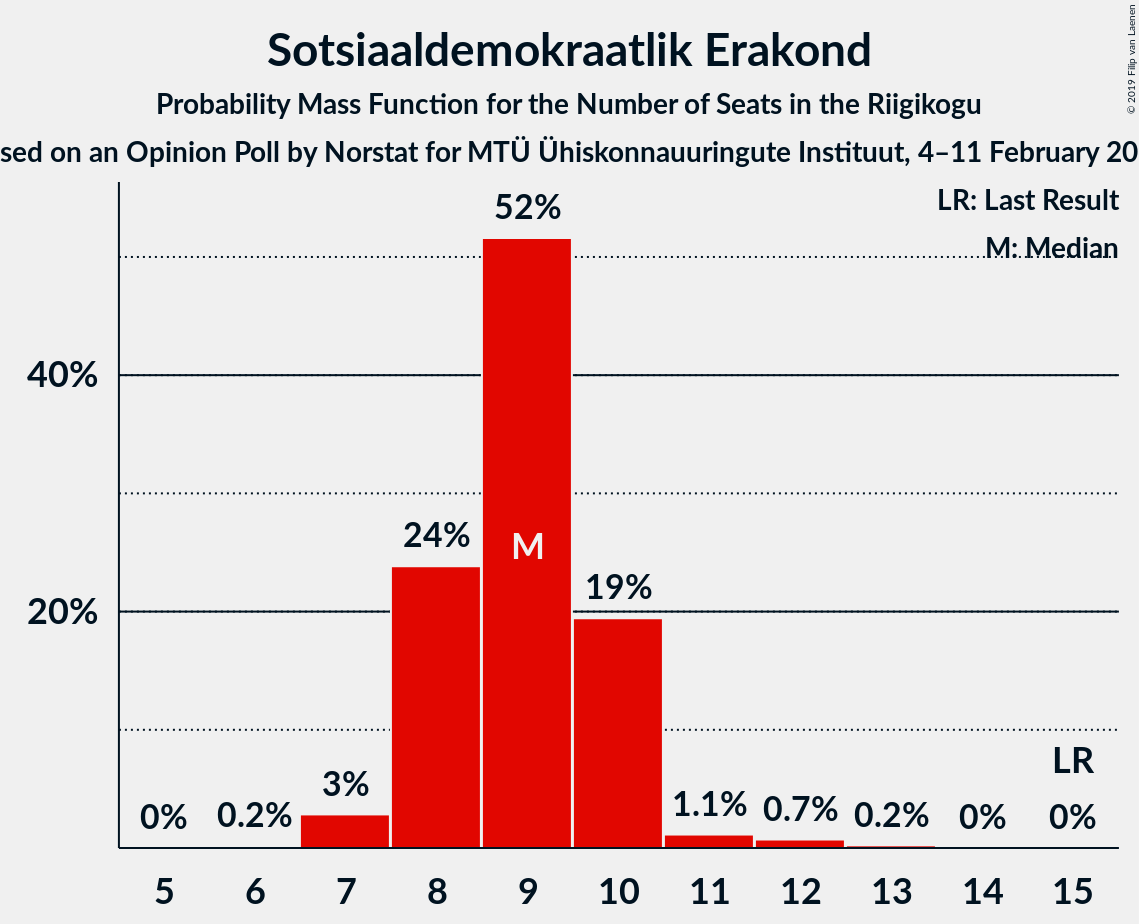 Sotsiaaldemokraatlik Erakond
Probability Mass Function for the Number of Seats in the Riigikogu
sed on an Opinion Poll by Norstat for MTÜ Ühiskonnauuringute Instituut, 4–11 February 20
© 2019 Filip van Laenen
LR: Last Result
M: Median
52%
40%
24%
M
19%
20%
LR
3%
0%
0.2%
1.1%
0.7%
0.2%
0%
0%
5 6 7 8 9 10 11 12 13 14 15